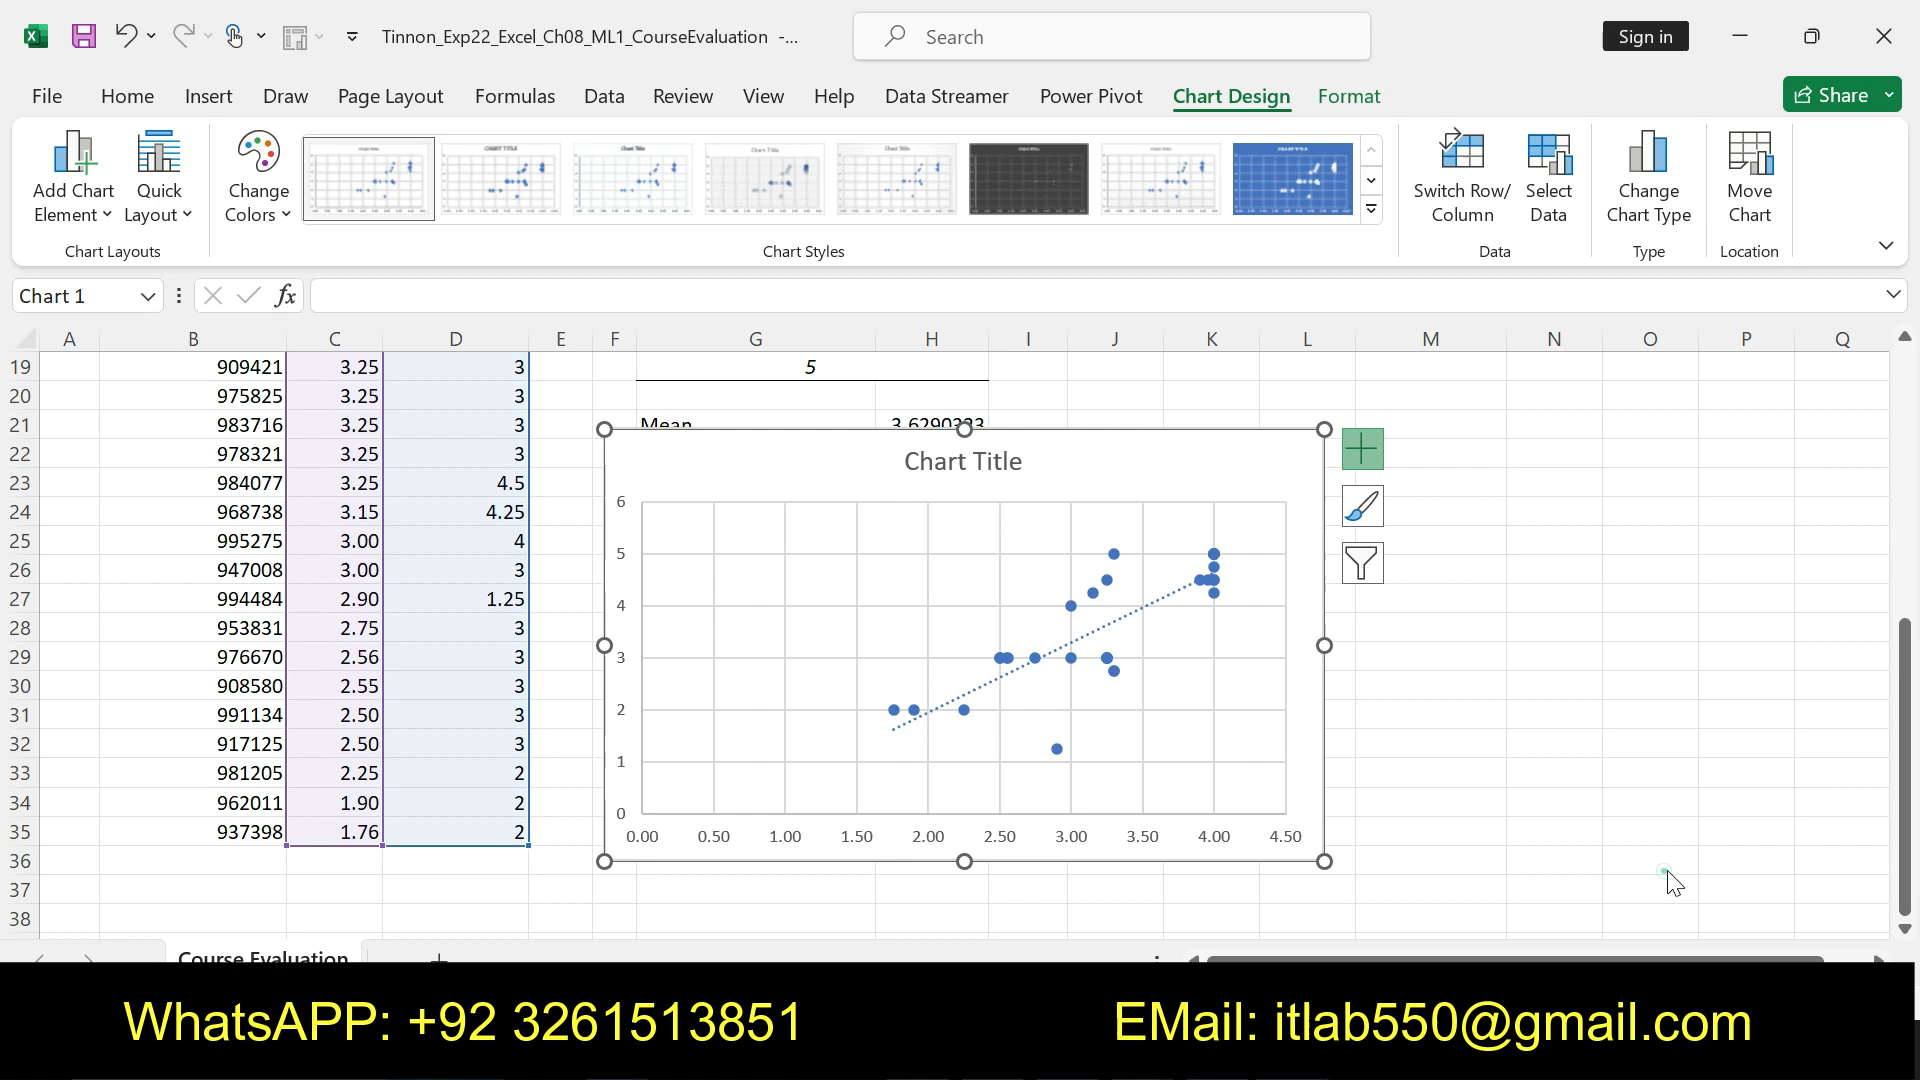 Tinnon_Exp22_Excel_Ch08_ML1_CourseEvaluation -...
Search
Sign in
File Home Insert Draw Page Layout Formulas Data Review View Help Data Streamer Power Pivot Chart Design Format
Share
Add Chart Element
Quick Layout
Chart Layouts
Change Colors
Chart Styles
Switch Row/ Column
Select Data
Data
Change Chart Type
Type
Move Chart
Location
Chart 1
fx
A B C D E F G H I J K L M N O P Q
19 909421 3.25 3 5
20 975825 3.25 3
21 983716 3.25 3 Mean 3.6290323
22 978321 3.25 3
23 984077 3.25 4.5
24 968738 3.15 4.25
25 995275 3.00 4
26 947008 3.00 3
27 994484 2.90 1.25
28 953831 2.75 3
29 976670 2.56 3
30 908580 2.55 3
31 991134 2.50 3
32 917125 2.50 3
33 981205 2.25 2
34 962011 1.90 2
35 937398 1.76 2
36
37
38
Chart Title
6
5
4
3
2
1
0
0.00 0.50 1.00 1.50 2.00 2.50 3.00 3.50 4.00 4.50
Course Evaluation
WhatsAPP: +92 3261513851
EMail: itlab550@gmail.com